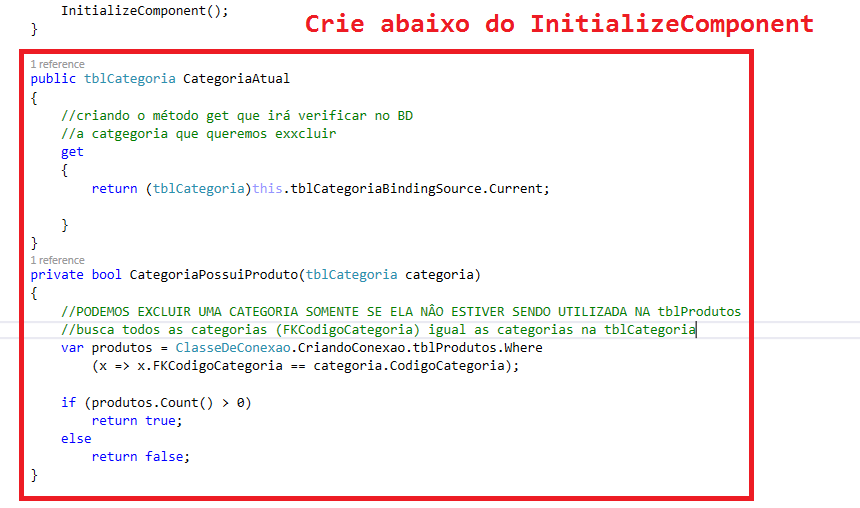 InitializeComponent();
}
Crie abaixo do InitializeComponent
1 reference
public tblCategoria CategoriaAtual
{
//criando o método get que irá verificar no BD
//a catgegoria que queremos exxcluir
get
{
return (tblCategoria)this.tblCategoriaBindingSource.Current;
}
}
1 reference
private bool CategoriaPossuiProduto(tblCategoria categoria)
{
//PODEMOS EXCLUIR UMA CATEGORIA SOMENTE SE ELA NÂO ESTIVER SENDO UTILIZADA NA tblProdutos
//busca todos as categorias (FKCodigoCategoria) igual as categorias na tblCategoria
var produtos = ClasseDeConexao.CriandoConexao.tblProdutos.Where
(x => x.FKCodigoCategoria == categoria.CodigoCategoria);
if (produtos.Count() > 0)
return true;
else
return false;
}